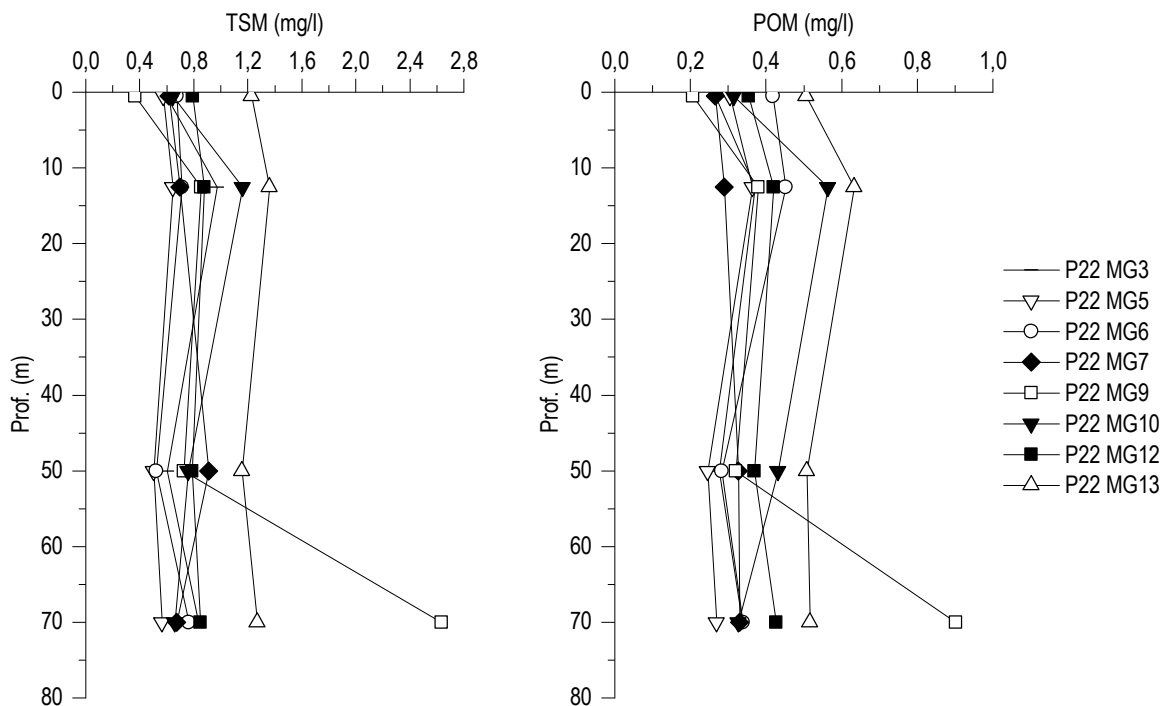 TSM (mg/l)
0,0 0,4 0,8 1,2 1,6 2,0 2,4 2,8
0
10
20
30
40
50
60
70
80
Prof. (m)
POM (mg/l)
0,0 0,2 0,4 0,6 0,8 1,0
0
10
20
30
40
50
60
70
80
Prof. (m)
P22 MG3
P22 MG5
P22 MG6
P22 MG7
P22 MG9
P22 MG10
P22 MG12
P22 MG13